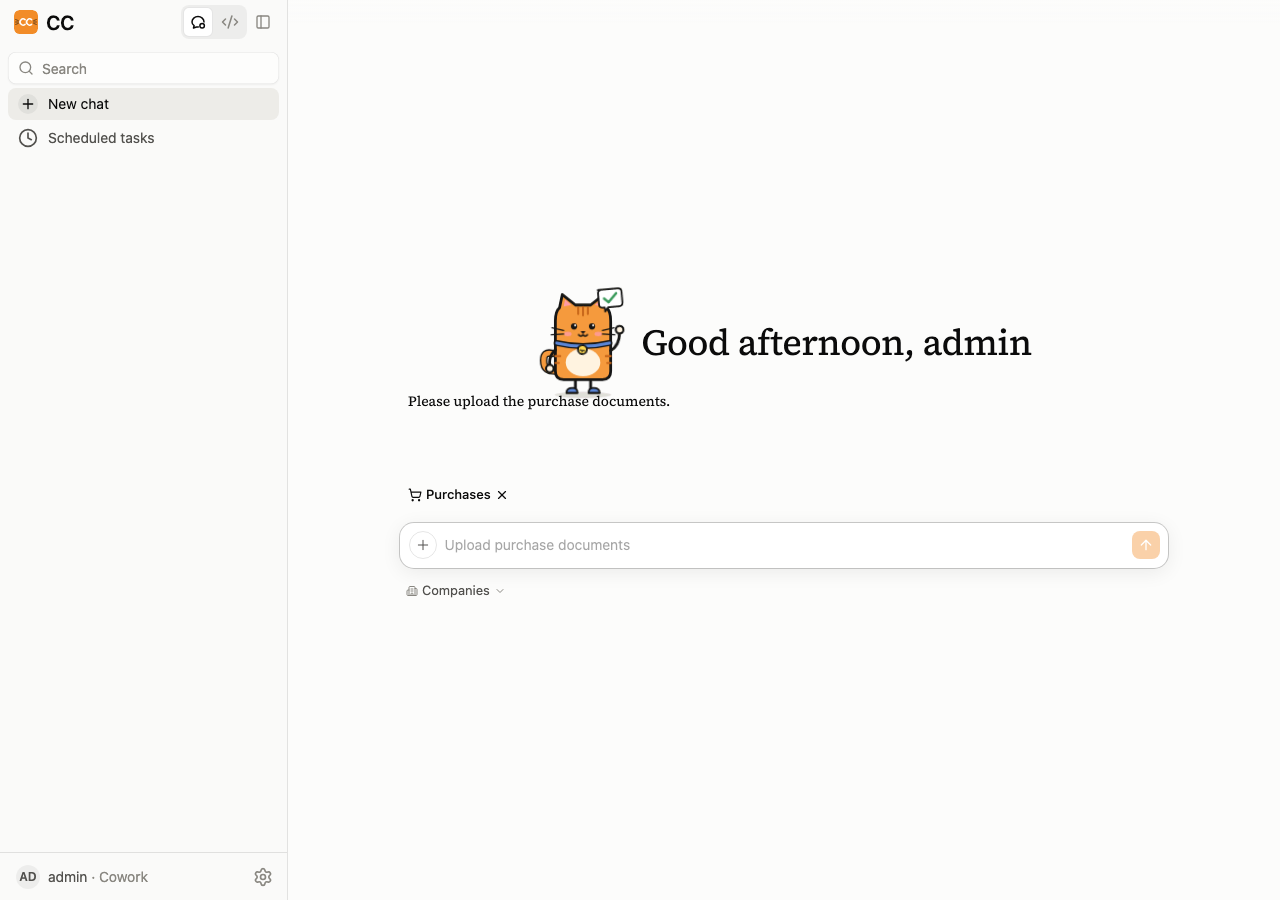 CC
CC
Search
New chat
Scheduled tasks
Good afternoon, admin
Please upload the purchase documents.
Purchases
Upload purchase documents
Companies
AD
admin · Cowork